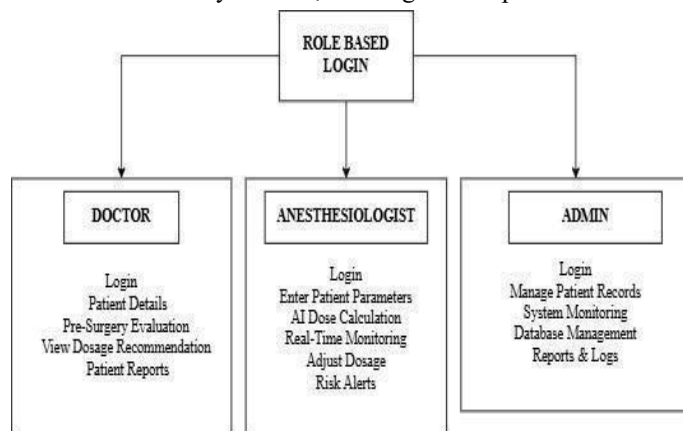 ROLE BASED
LOGIN
DOCTOR
Login
Patient Details
Pre-Surgery Evaluation
View Dosage Recommendation
Patient Reports
ANESTHESIOLOGIST
Login
Enter Patient Parameters
AI Dose Calculation
Real-Time Monitoring
Adjust Dosage
Risk Alerts
ADMIN
Login
Manage Patient Records
System Monitoring
Database Management
Reports & Logs